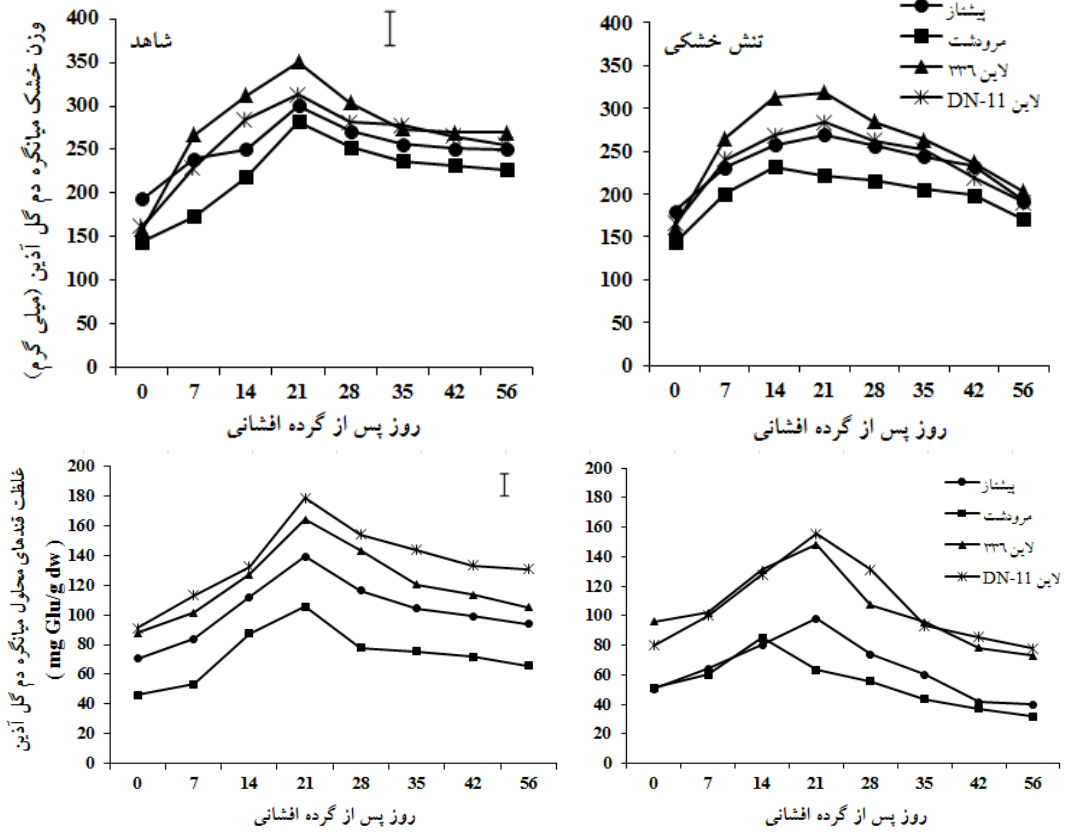 وزن خشک میانگره دم گل آذین (میلی گرم)
شاهد
400
350
300
250
200
150
100
50
0
0 7 14 21 28 35 42 56
روز پس از گرده افشانی
تنش خشکی
پیشتاز
مرودشت
لاین ۳۳٦
لاین DN-11
400
350
300
250
200
150
100
50
0
0 7 14 21 28 35 42 56
روز پس از گرده افشانی
غلظت قندهای محلول میانگره دم گل آذین
( mg Glu/g dw )
200
180
160
140
120
100
80
60
40
20
0
0 7 14 21 28 35 42 56
روز پس از گرده افشانی
پیشتاز
مرودشت
لاین ۳۳٦
لاین DN-11
200
180
160
140
120
100
80
60
40
20
0
0 7 14 21 28 35 42 56
روز پس از گرده افشانی